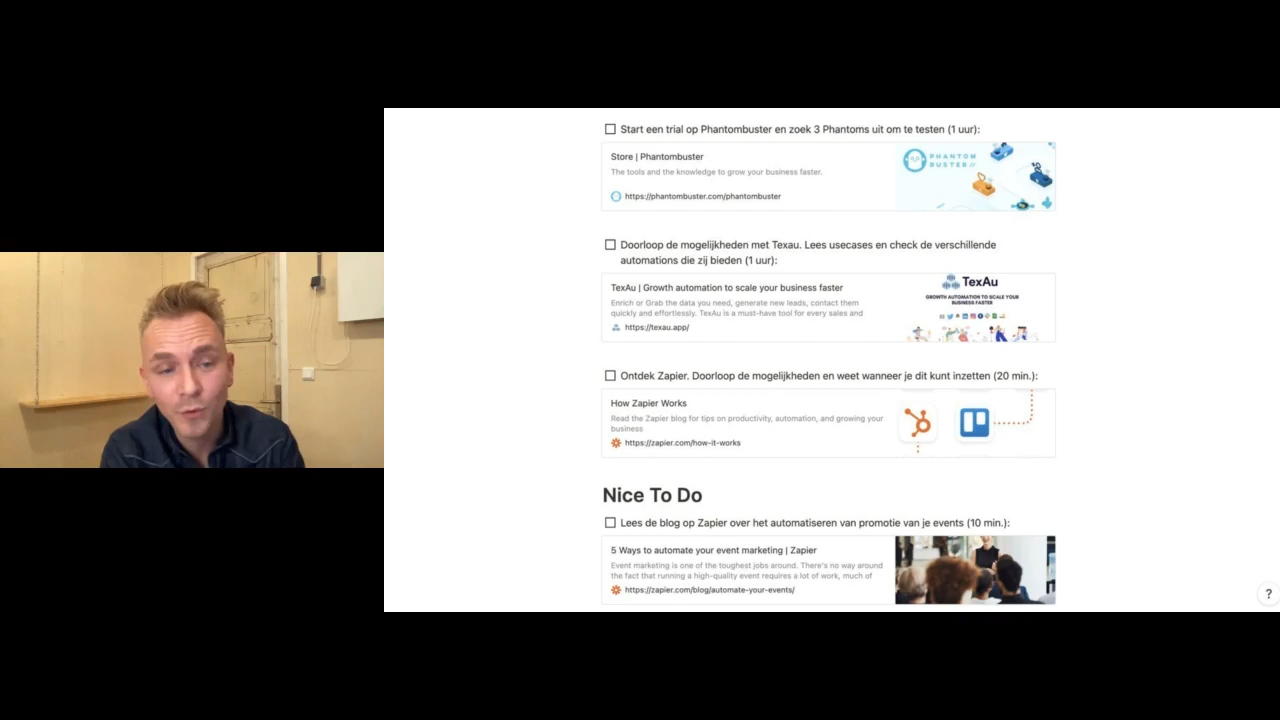 Start een trial op Phantombuster en zoek 3 Phantoms uit om te testen (1 uur):
Store | Phantombuster
The tools and the knowledge to grow your business faster.
https://phantombuster.com/phantombuster
PHANTOM
BUSTER //
Doorloop de mogelijkheden met Texau. Lees usecases en check de verschillende
automations die zij bieden (1 uur):
TexAu | Growth automation to scale your business faster
Enrich or Grab the data you need, generate new leads, contact them
quickly and effortlessly. TexAu is a must-have tool for every sales and
https://texau.app/
TexAu
GROWTH AUTOMATION TO SCALE YOUR
BUSINESS FASTER
Ontdek Zapier. Doorloop de mogelijkheden en weet wanneer je dit kunt inzetten (20 min.):
How Zapier Works
Read the Zapier blog for tips on productivity, automation, and growing your
business
https://zapier.com/how-it-works
Nice To Do
Lees de blog op Zapier over het automatiseren van promotie van je events (10 min.):
5 Ways to automate your event marketing | Zapier
Event marketing is one of the toughest jobs around. There's no way around
the fact that running a high-quality event requires a lot of work, much of
https://zapier.com/blog/automate-your-events/
?